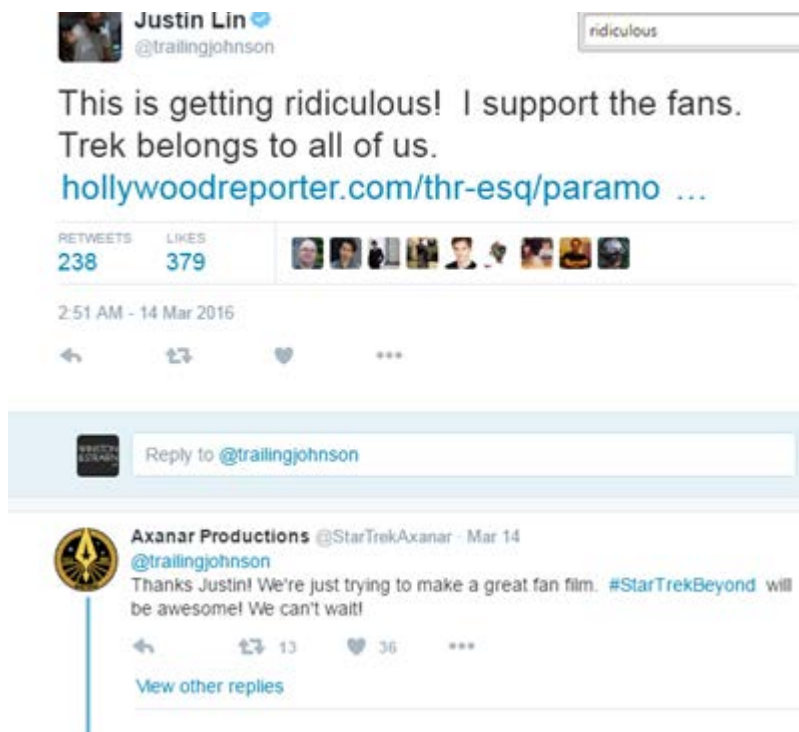 Justin Lin
@trailingjohnson
ridiculous
This is getting ridiculous! I support the fans.
Trek belongs to all of us.
hollywoodreporter.com/thr-esq/paramo …
RETWEETS LIKES
238 379
2:51 AM - 14 Mar 2016
WINSTON
& STRAWN
Reply to @trailingjohnson
Axanar Productions @StarTrekAxanar · Mar 14
@trailingjohnson
Thanks Justin! We're just trying to make a great fan film. #StarTrekBeyond will
be awesome! We can't wait!
13 36
View other replies